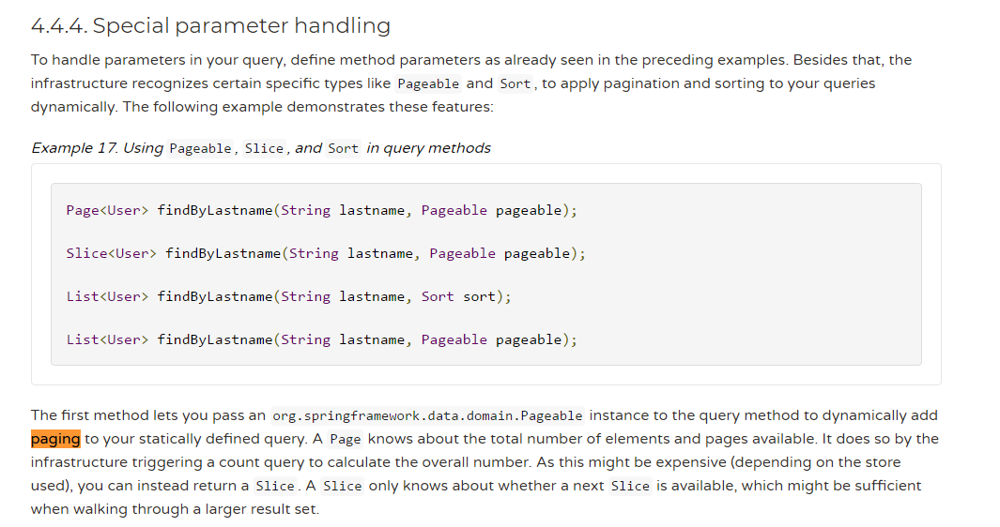 4.4.4. Special parameter handling
To handle parameters in your query, define method parameters as already seen in the preceding examples. Besides that, the
infrastructure recognizes certain specific types like Pageable and Sort, to apply pagination and sorting to your queries
dynamically. The following example demonstrates these features:
Example 17. Using Pageable, Slice, and Sort in query methods
Page<User> findByLastname(String lastname, Pageable pageable);
Slice<User> findByLastname(String lastname, Pageable pageable);
List<User> findByLastname(String lastname, Sort sort);
List<User> findByLastname(String lastname, Pageable pageable);
The first method lets you pass an org.springframework.data.domain.Pageable instance to the query method to dynamically add
paging to your statically defined query. A Page knows about the total number of elements and pages available. It does so by the
infrastructure triggering a count query to calculate the overall number. As this might be expensive (depending on the store
used), you can instead return a Slice. A Slice only knows about whether a next Slice is available, which might be sufficient
when walking through a larger result set.